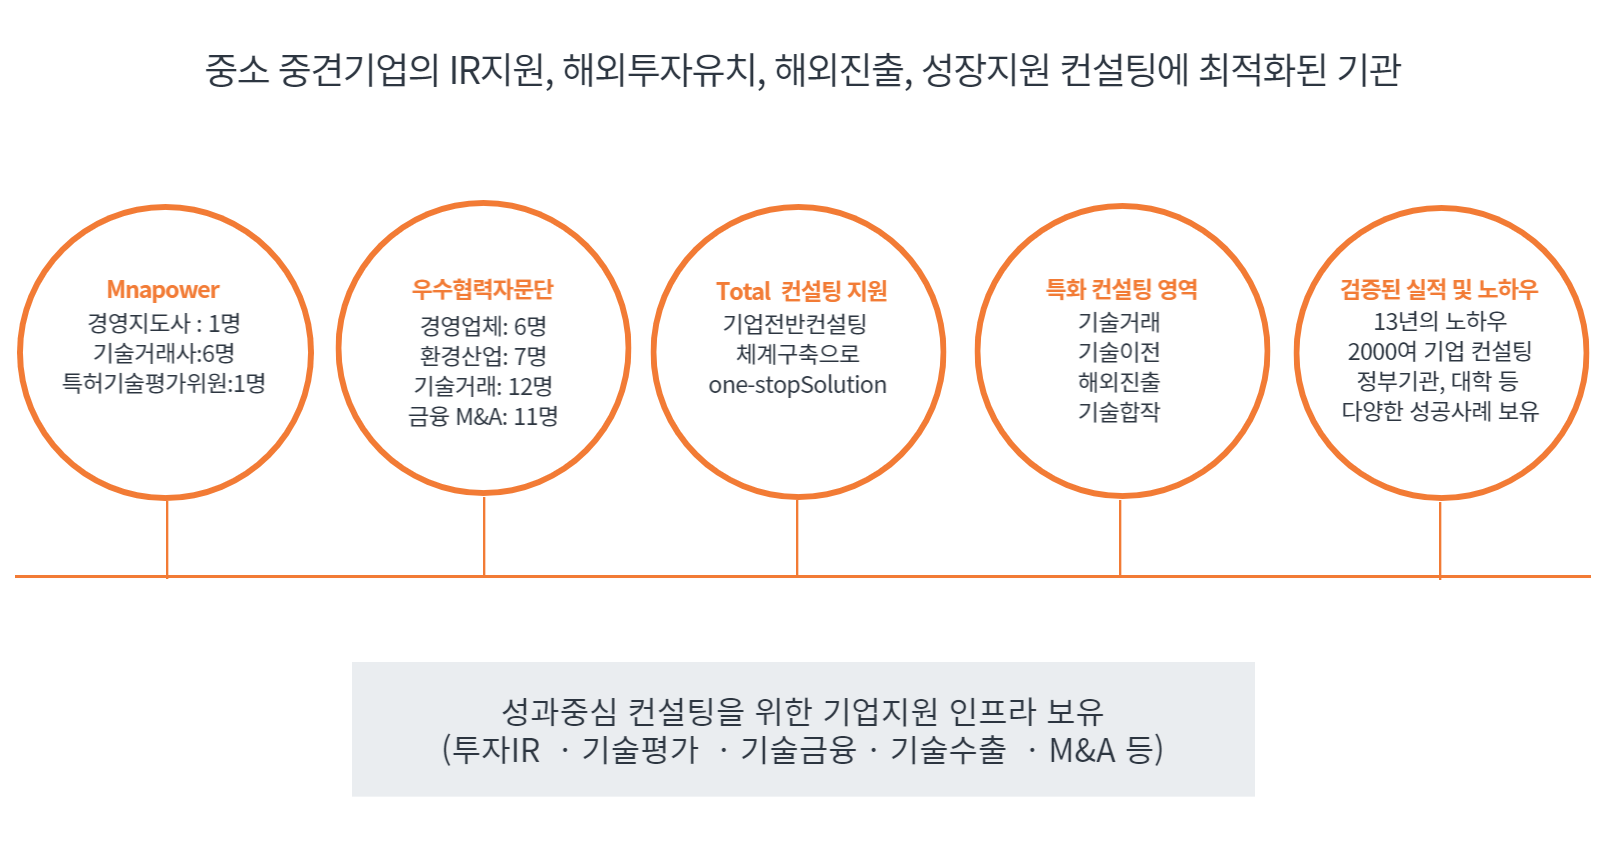 중소 중견기업의 IR지원, 해외투자유치, 해외진출, 성장지원 컨설팅에 최적화된 기관
Mnapower
경영지도사 : 1명
기술거래사:6명
특허기술평가위원:1명
우수협력자문단
경영업체: 6명
환경산업: 7명
기술거래: 12명
금융 M&A: 11명
Total 컨설팅 지원
기업전반컨설팅
체계구축으로
one-stopSolution
특화 컨설팅 영역
기술거래
기술이전
해외진출
기술합작
검증된 실적 및 노하우
13년의 노하우
2000여 기업 컨설팅
정부기관, 대학 등
다양한 성공사례 보유
성과중심 컨설팅을 위한 기업지원 인프라 보유
(투자IR · 기술평가 · 기술금융 · 기술수출 · M&A 등)